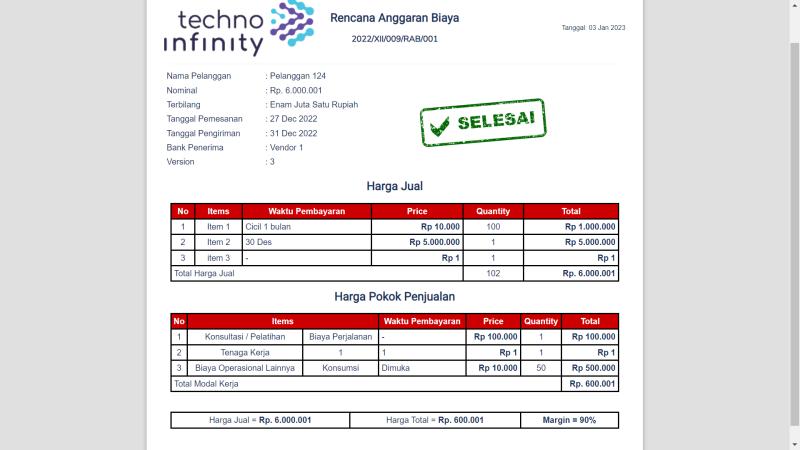 techno
infinity
Rencana Anggaran Biaya
2022/XII/009/RAB/001
Tanggal 03 Jan 2023
Nama Pelanggan : Pelanggan 124
Nominal : Rp. 6.000.001
Terbilang : Enam Juta Satu Rupiah
Tanggal Pemesanan : 27 Dec 2022
Tanggal Pengiriman : 31 Dec 2022
Bank Penerima : Vendor 1
Version : 3
SELESAI
Harga Jual
No Items Waktu Pembayaran Price Quantity Total
1 Item 1 Cicil 1 bulan Rp 10.000 100 Rp 1.000.000
2 Item 2 30 Des Rp 5.000.000 1 Rp 5.000.000
3 item 3 - Rp 1 1 Rp 1
Total Harga Jual 102 Rp. 6.000.001
Harga Pokok Penjualan
No Items Waktu Pembayaran Price Quantity Total
1 Konsultasi / Pelatihan Biaya Perjalanan - Rp 100.000 1 Rp 100.000
2 Tenaga Kerja 1 1 Rp 1 1 Rp 1
3 Biaya Operasional Lainnya Konsumsi Dimuka Rp 10.000 50 Rp 500.000
Total Modal Kerja Rp. 600.001
Harga Jual = Rp. 6.000.001 Harga Total = Rp. 600.001 Margin = 90%